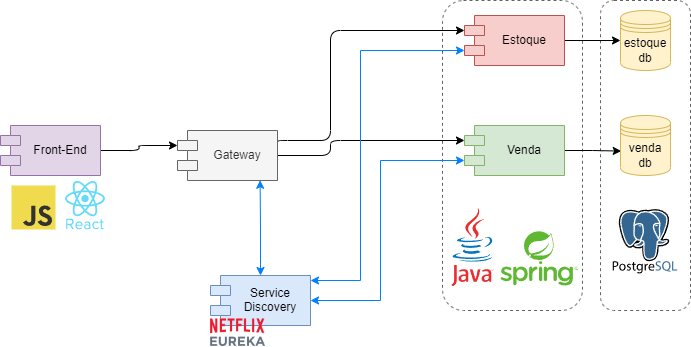 Estoque
estoque
db
Front-End
Gateway
Venda
venda
db
JS
React
Java
spring
PostgreSQL
Service
Discovery
NETFLIX
EUREKA